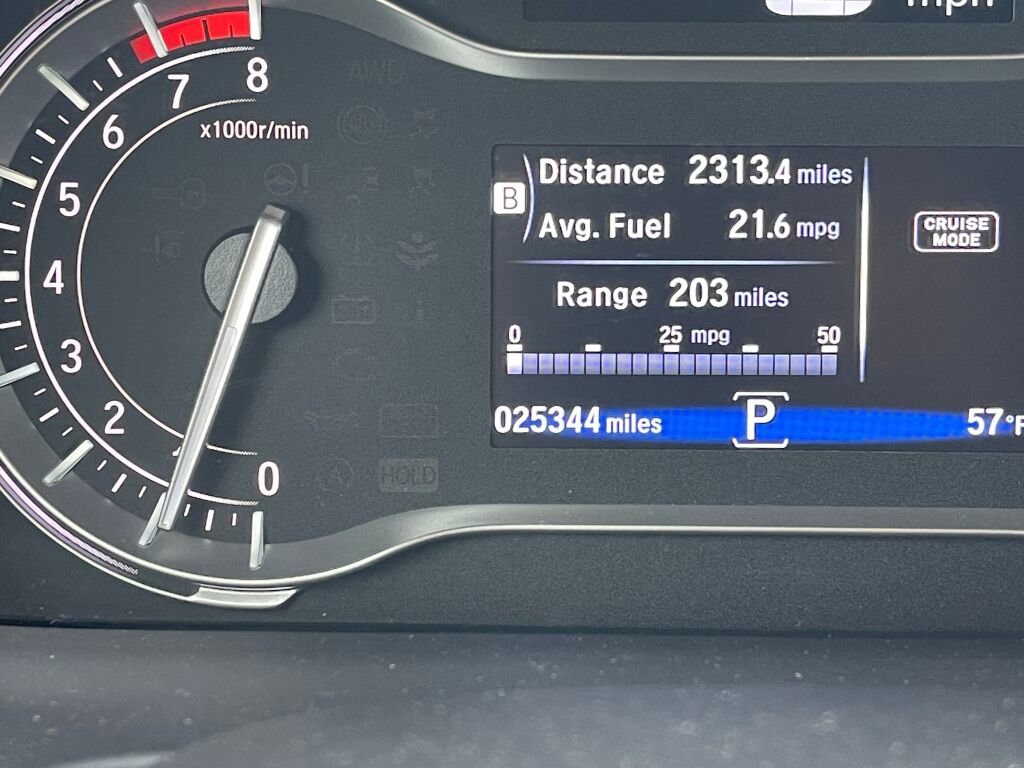 mph
8
7
x1000r/min
6
5
4
3
2
0
AWD
HOLD
B
Distance 2313.4 miles
Avg. Fuel 21.6 mpg
CRUISE
MODE
Range 203 miles
0 25 mpg 50
025344 miles P 57°F